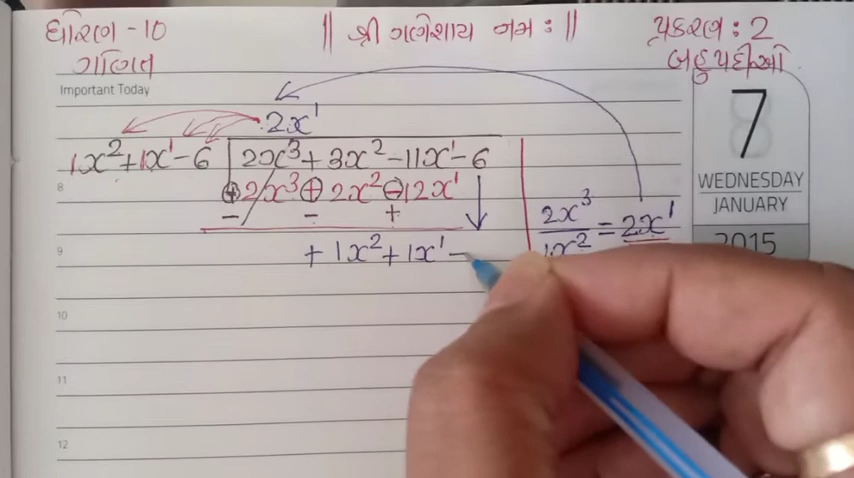 ધોરણ -10 || શ્રી ગણેશાય નમઃ || પ્રકરણ : 2
ગણિત બહુપદીઓ
Important Today
7
WEDNESDAY
JANUARY
2015
2x¹
1x² + 1x¹ - 6 2x³ + 3x² - 11x¹ - 6
8
+ 2x³ + 2x² - 12x¹
- - +
2x³ / 1x² = 2x¹
9
+ 1x² + 1x¹ -
10
11
12